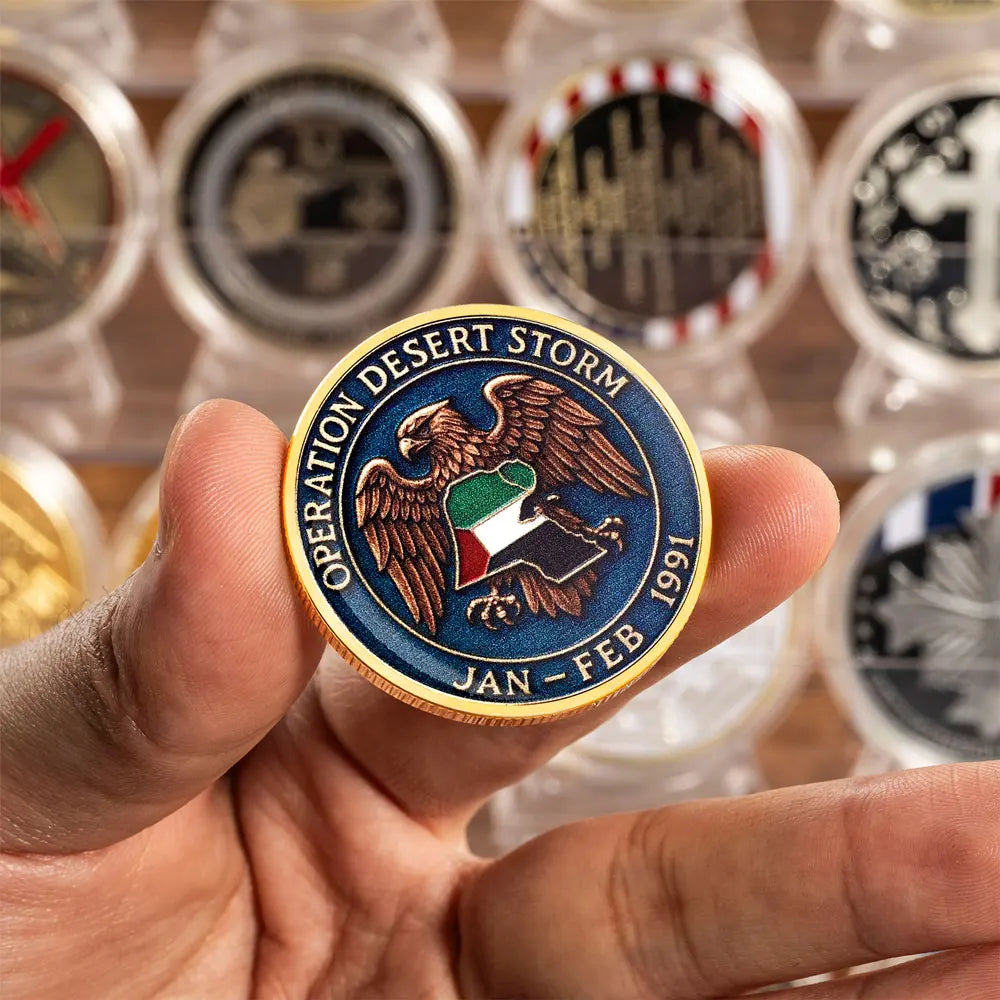 OPERATION DESERT STORM
JAN – FEB 1991